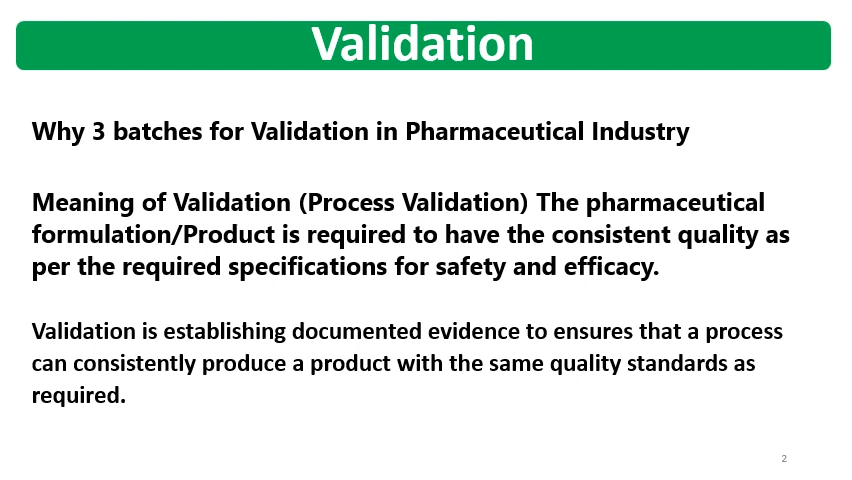 Validation
Why 3 batches for Validation in Pharmaceutical Industry
Meaning of Validation (Process Validation) The pharmaceutical
formulation/Product is required to have the consistent quality as
per the required specifications for safety and efficacy.
Validation is establishing documented evidence to ensures that a process
can consistently produce a product with the same quality standards as
required.
2